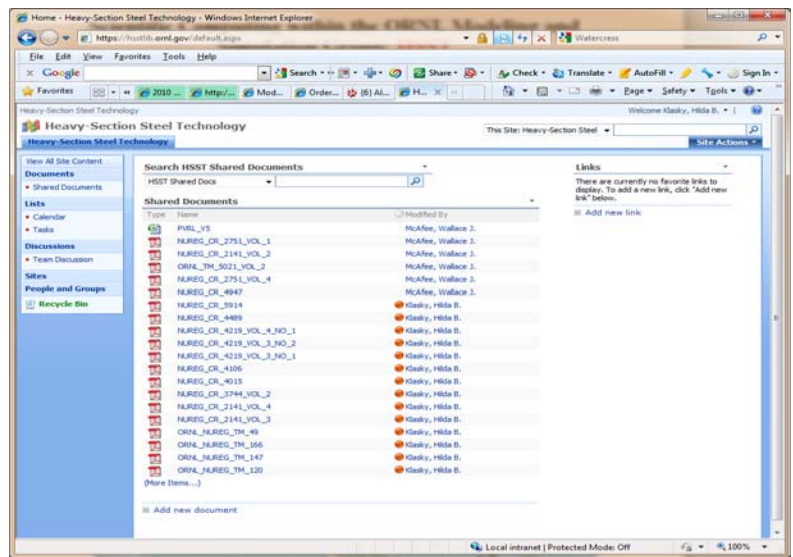 Home - Heavy-Section Steel Technology - Windows Internet Explorer
https://hsttlib.ornl.gov/default.aspx
Watercress
File Edit View Favorites Tools Help
Google Search Share Check Translate AutoFill Sign In
Favorites 2010 ... http:/... Mod... Order... (6) Al... H...
Page Safety Tools
Heavy-Section Steel Technology
Welcome Klasky, Hilda B.
Heavy-Section Steel Technology
This Site: Heavy-Section Steel
Heavy-Section Steel Technology
Site Actions
View All Site Content
Documents
Shared Documents
Lists
Calendar
Tasks
Discussions
Team Discussion
Sites
People and Groups
Recycle Bin
Search HSST Shared Documents
HSST Shared Docs
Shared Documents
Type Name Modified By
PVRL_V5 McAfee, Wallace J.
NUREG_CR_2751_VOL_1 McAfee, Wallace J.
NUREG_CR_2141_VOL_2 McAfee, Wallace J.
ORNL_TM_5021_VOL_2 McAfee, Wallace J.
NUREG_CR_2751_VOL_4 McAfee, Wallace J.
NUREG_CR_4947 McAfee, Wallace J.
NUREG_CR_5914 Klasky, Hilda B.
NUREG_CR_4489 Klasky, Hilda B.
NUREG_CR_4219_VOL_4_NO_1 Klasky, Hilda B.
NUREG_CR_4219_VOL_3_NO_2 Klasky, Hilda B.
NUREG_CR_4219_VOL_3_NO_1 Klasky, Hilda B.
NUREG_CR_4106 Klasky, Hilda B.
NUREG_CR_4015 Klasky, Hilda B.
NUREG_CR_3744_VOL_2 Klasky, Hilda B.
NUREG_CR_2141_VOL_4 Klasky, Hilda B.
NUREG_CR_2141_VOL_3 Klasky, Hilda B.
ORNL_NUREG_TM_49 Klasky, Hilda B.
ORNL_NUREG_TM_166 Klasky, Hilda B.
ORNL_NUREG_TM_147 Klasky, Hilda B.
ORNL_NUREG_TM_120 Klasky, Hilda B.
(More Items...)
Add new document
Links
There are currently no favorite links to
display. To add a new link, click "Add new
link" below.
Add new link
Local intranet | Protected Mode: Off
100%